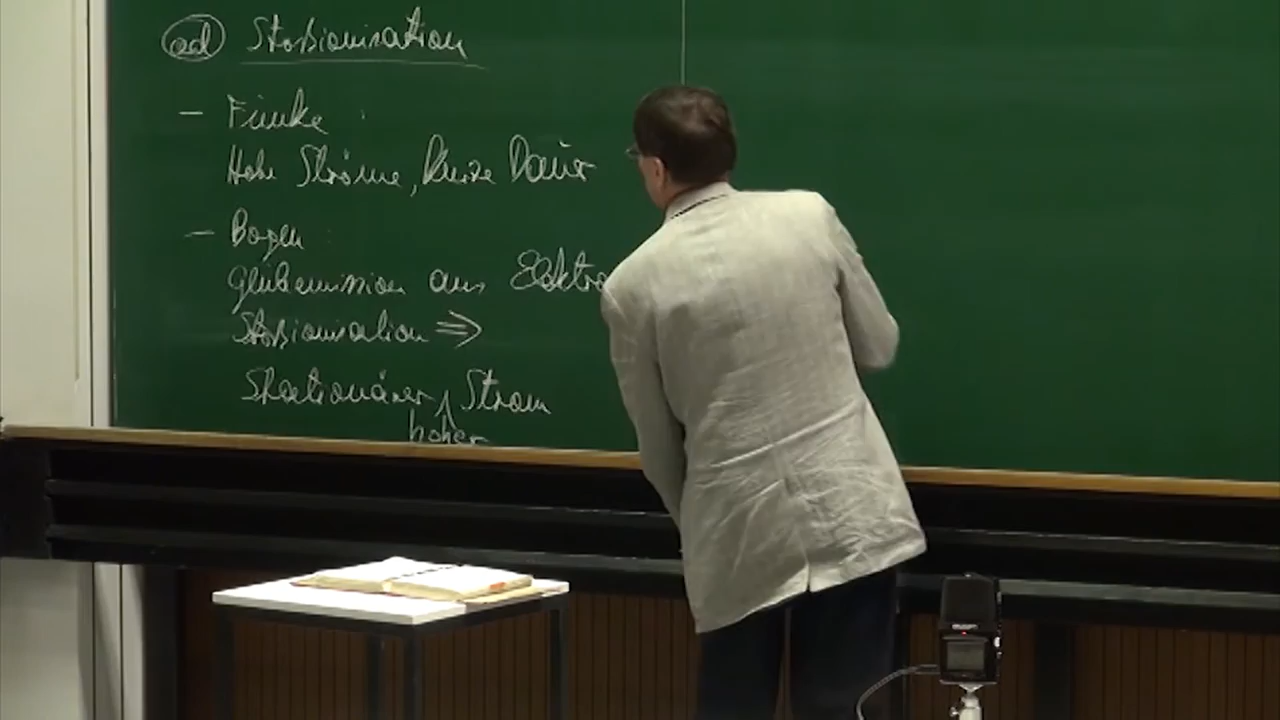 ad Stoßionisation
- Funke :
Hohe Ströme, kurze Dauer
- Bogen :
Glühemission aus Elektro
Stoßionisation ⇒
Stationärer Strom
hoher